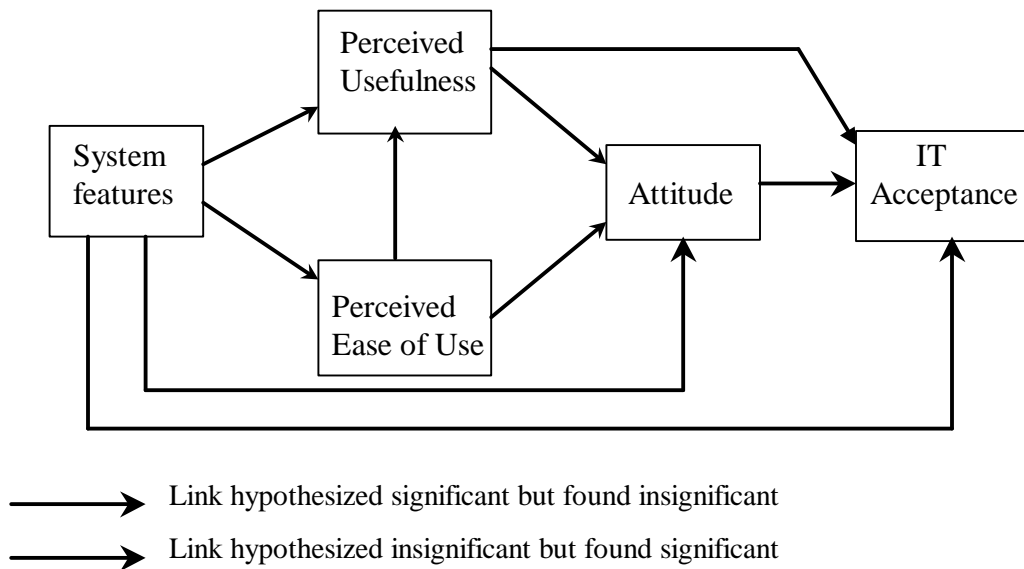 Perceived
Usefulness
System
features
IT
Acceptance
Attitude
Perceived
Ease of Use
Link hypothesized significant but found insignificant
Link hypothesized insignificant but found significant